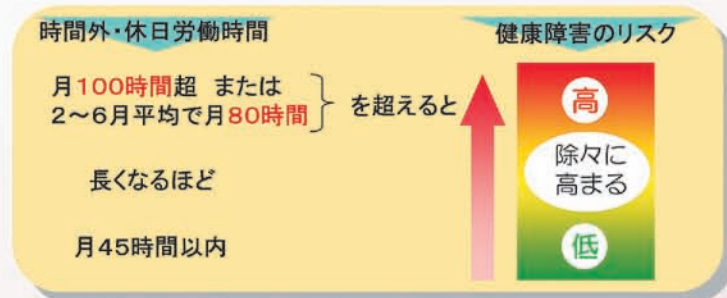 時間外・休日労働時間
健康障害のリスク
月100時間超 または
2～6月平均で月80時間
を超えると
高
除々に
高まる
長くなるほど
月45時間以内
低